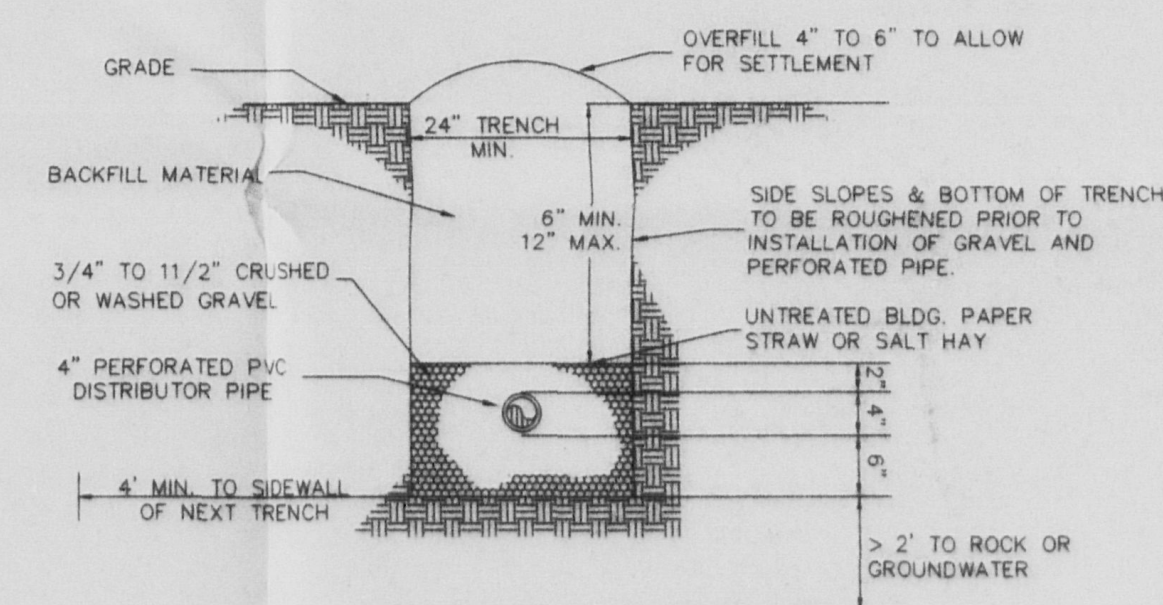 OVERFILL 4" TO 6" TO ALLOW
FOR SETTLEMENT
GRADE
24" TRENCH
MIN.
BACKFILL MATERIAL
6" MIN.
12" MAX.
SIDE SLOPES & BOTTOM OF TRENCH
TO BE ROUGHENED PRIOR TO
INSTALLATION OF GRAVEL AND
PERFORATED PIPE.
3/4" TO 11/2" CRUSHED
OR WASHED GRAVEL
UNTREATED BLDG. PAPER
STRAW OR SALT HAY
4" PERFORATED PVC
DISTRIBUTOR PIPE
2"
4"
6"
4' MIN. TO SIDEWALL
OF NEXT TRENCH
> 2' TO ROCK OR
GROUNDWATER